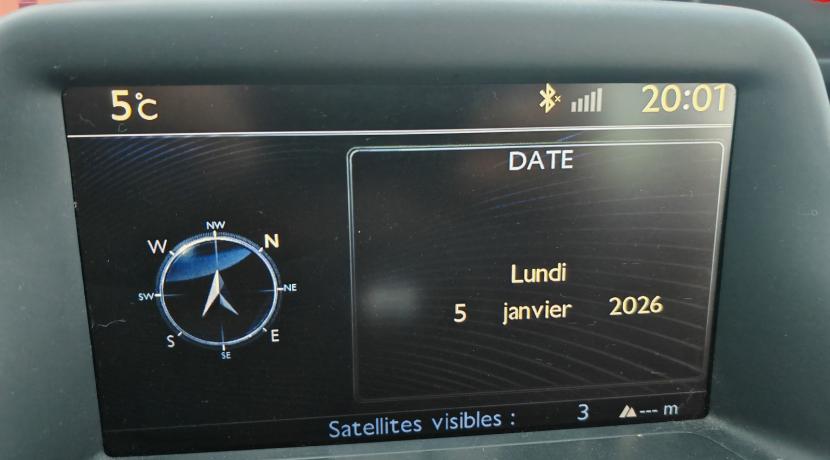 5°C 20:01
DATE
NW
W N
SW NE
S E
SE
Lundi
5 janvier 2026
Satellites visibles : 3 --- m